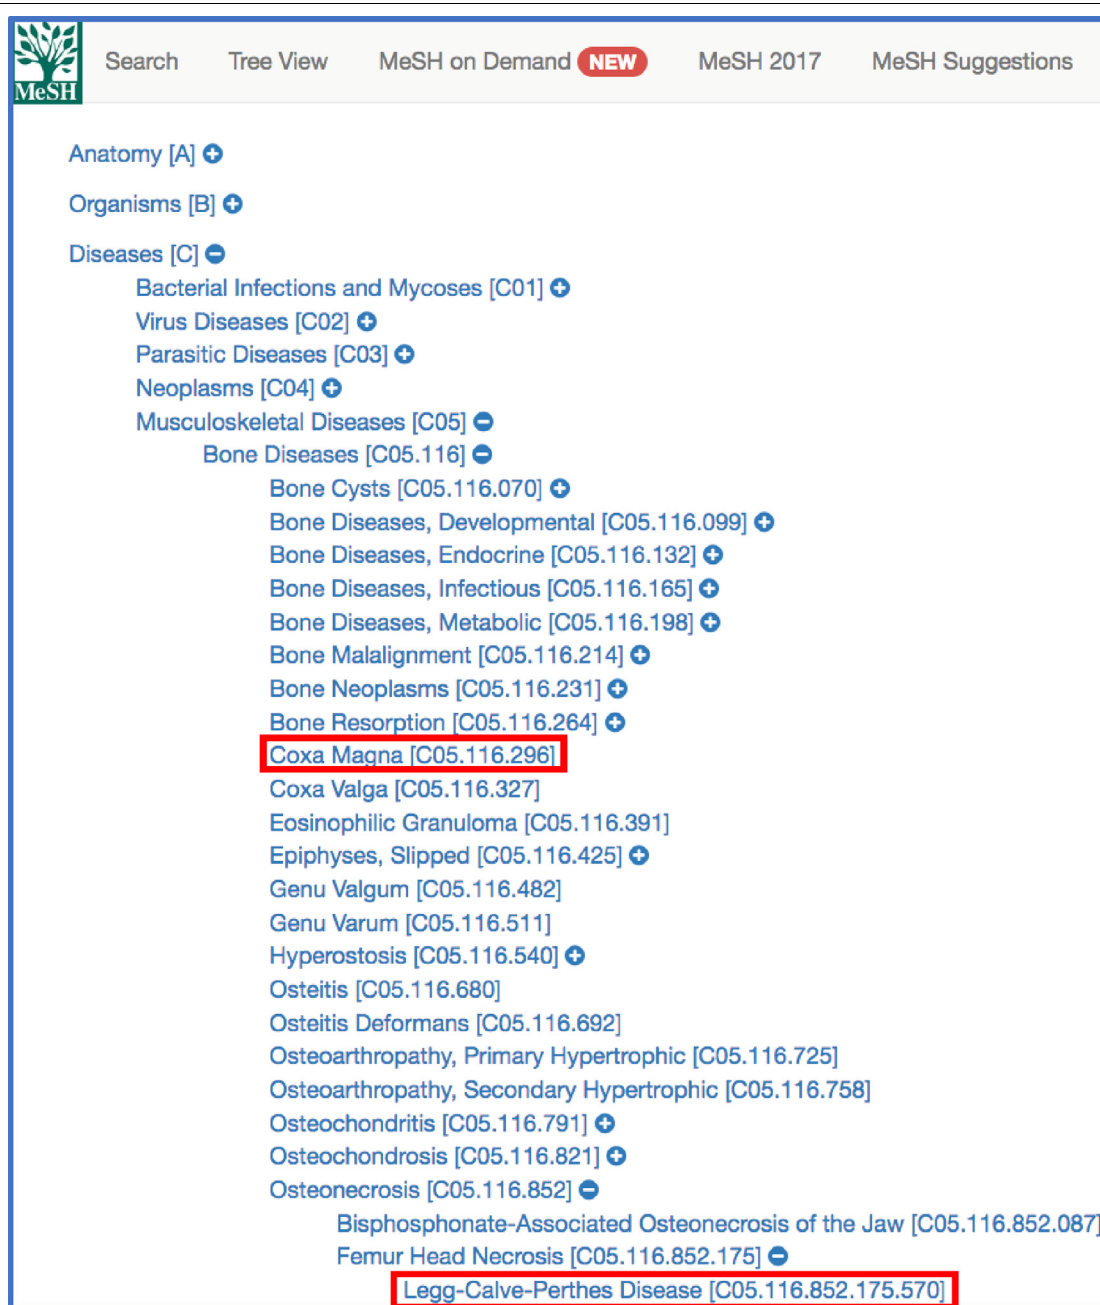 MeSH
Search Tree View MeSH on Demand NEW MeSH 2017 MeSH Suggestions
Anatomy [A]
Organisms [B]
Diseases [C]
Bacterial Infections and Mycoses [C01]
Virus Diseases [C02]
Parasitic Diseases [C03]
Neoplasms [C04]
Musculoskeletal Diseases [C05]
Bone Diseases [C05.116]
Bone Cysts [C05.116.070]
Bone Diseases, Developmental [C05.116.099]
Bone Diseases, Endocrine [C05.116.132]
Bone Diseases, Infectious [C05.116.165]
Bone Diseases, Metabolic [C05.116.198]
Bone Malalignment [C05.116.214]
Bone Neoplasms [C05.116.231]
Bone Resorption [C05.116.264]
Coxa Magna [C05.116.296]
Coxa Valga [C05.116.327]
Eosinophilic Granuloma [C05.116.391]
Epiphyses, Slipped [C05.116.425]
Genu Valgum [C05.116.482]
Genu Varum [C05.116.511]
Hyperostosis [C05.116.540]
Osteitis [C05.116.680]
Osteitis Deformans [C05.116.692]
Osteoarthropathy, Primary Hypertrophic [C05.116.725]
Osteoarthropathy, Secondary Hypertrophic [C05.116.758]
Osteochondritis [C05.116.791]
Osteochondrosis [C05.116.821]
Osteonecrosis [C05.116.852]
Bisphosphonate-Associated Osteonecrosis of the Jaw [C05.116.852.087]
Femur Head Necrosis [C05.116.852.175]
Legg-Calve-Perthes Disease [C05.116.852.175.570]